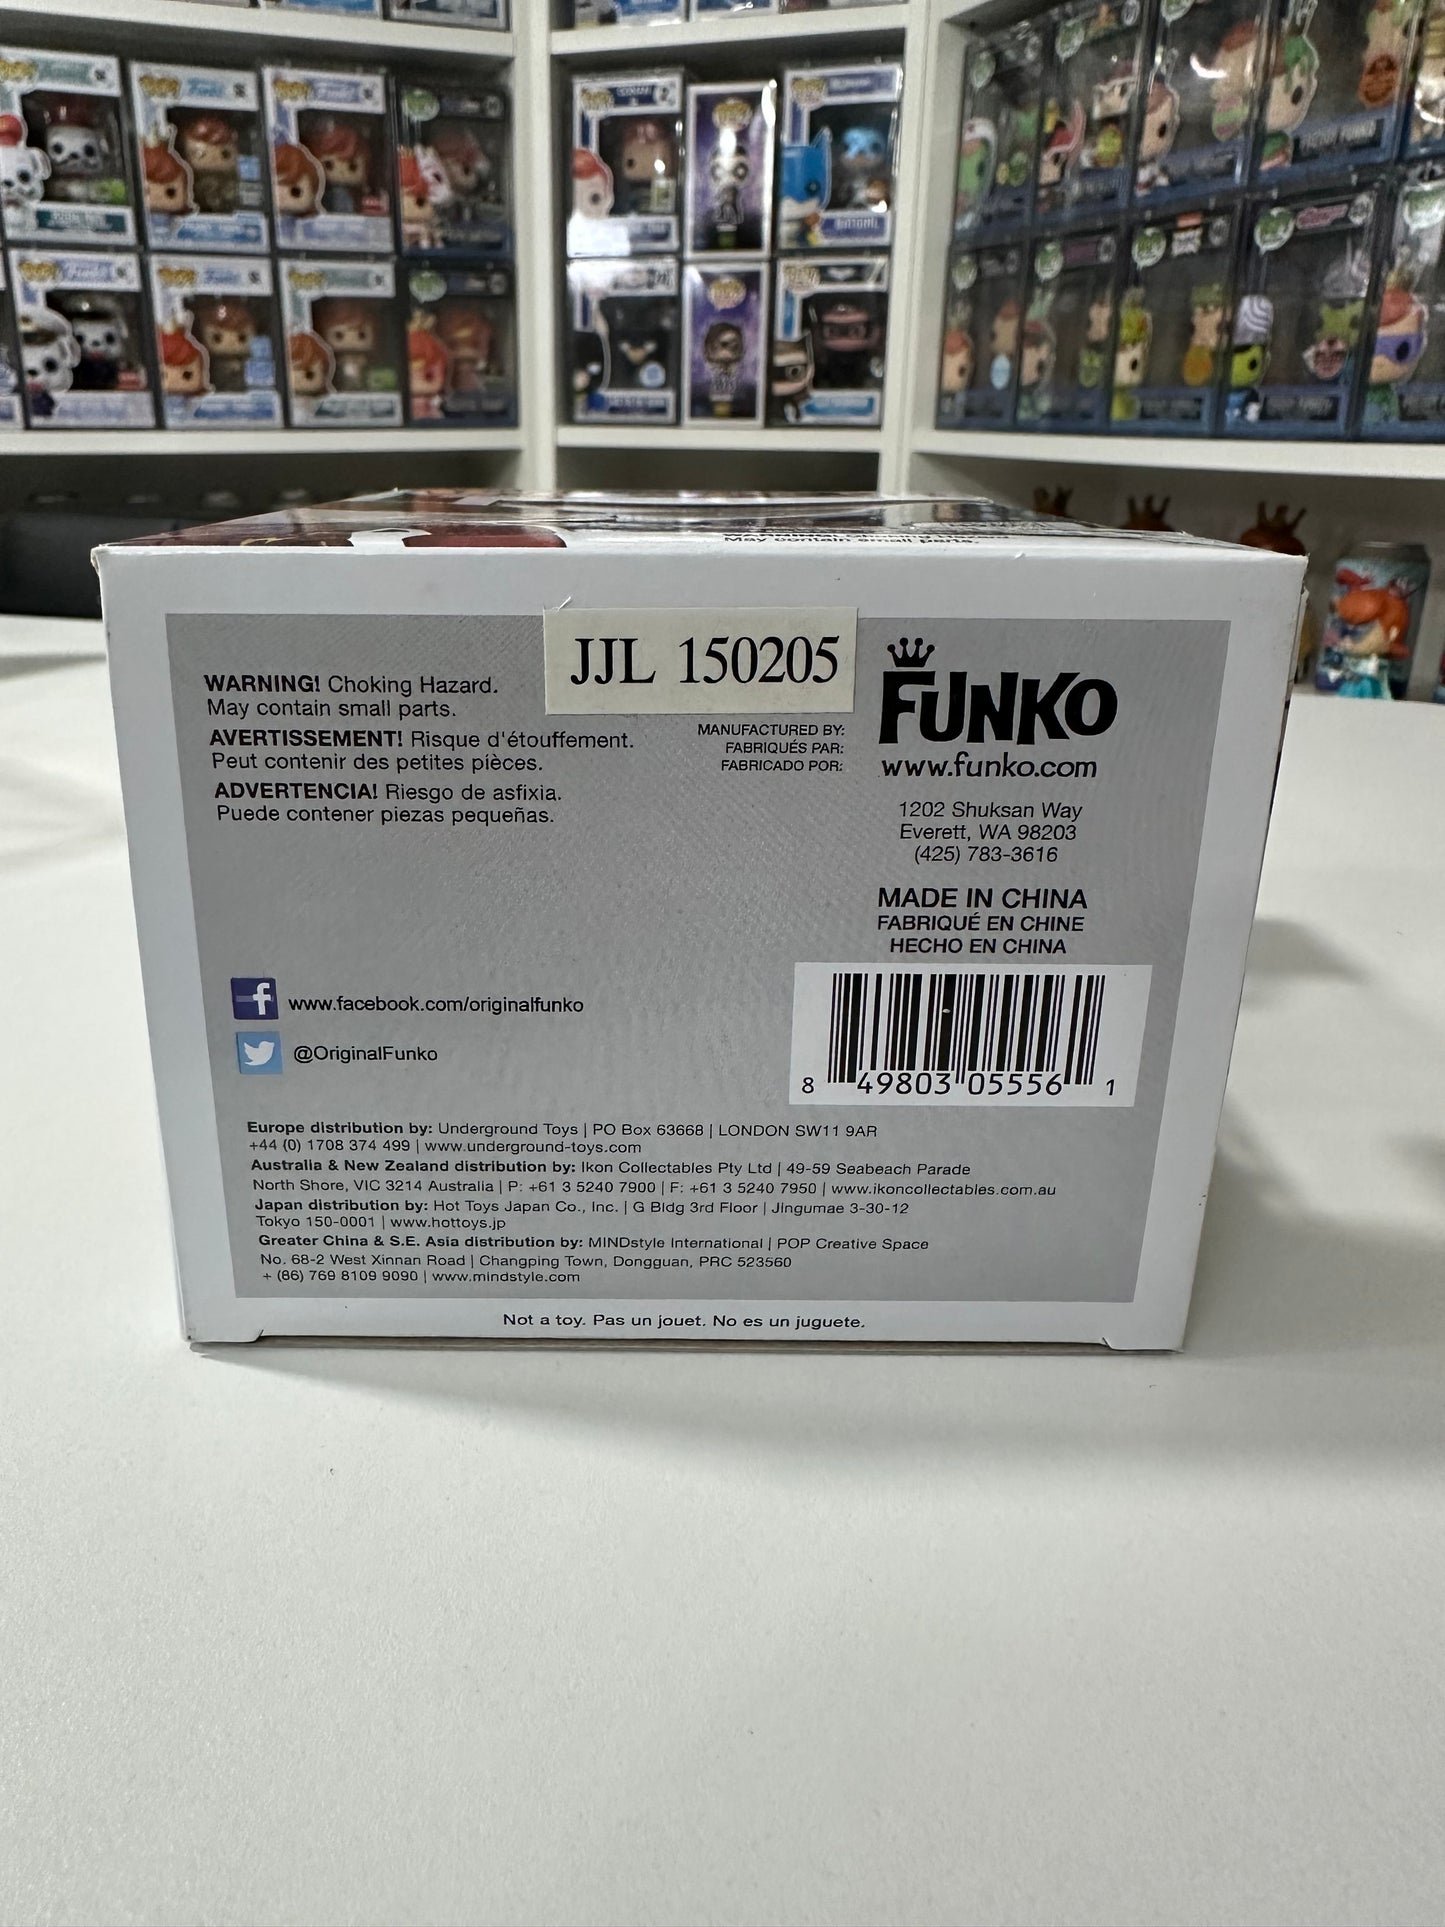 WARNING! Choking Hazard.
May contain small parts.
JJL 150205
WARNING! Choking Hazard.
May contain small parts.
AVERTISSEMENT! Risque d'étouffement.
Peut contenir des petites pièces.
ADVERTENCIA! Riesgo de asfixia.
Puede contener piezas pequeñas.
MANUFACTURED BY:
FABRIQUÉS PAR:
FABRICADO POR:
FUNKO
www.funko.com
1202 Shuksan Way
Everett, WA 98203
(425) 783-3616
MADE IN CHINA
FABRIQUÉ EN CHINE
HECHO EN CHINA
www.facebook.com/originalfunko
@OriginalFunko
8 49803 05556 1
Europe distribution by: Underground Toys | PO Box 63668 | LONDON SW11 9AR
+44 (0) 1708 374 499 | www.underground-toys.com
Australia & New Zealand distribution by: Ikon Collectables Pty Ltd | 49-59 Seabeach Parade
North Shore, VIC 3214 Australia | P: +61 3 5240 7900 | F: +61 3 5240 7950 | www.ikoncollectables.com.au
Japan distribution by: Hot Toys Japan Co., Inc. | G Bldg 3rd Floor | Jingumae 3-30-12
Tokyo 150-0001 | www.hottoys.jp
Greater China & S.E. Asia distribution by: MINDstyle International | POP Creative Space
No. 68-2 West Xinnan Road | Changping Town, Dongguan, PRC 523560
+ (86) 769 8109 9090 | www.mindstyle.com
Not a toy. Pas un jouet. No es un juguete.